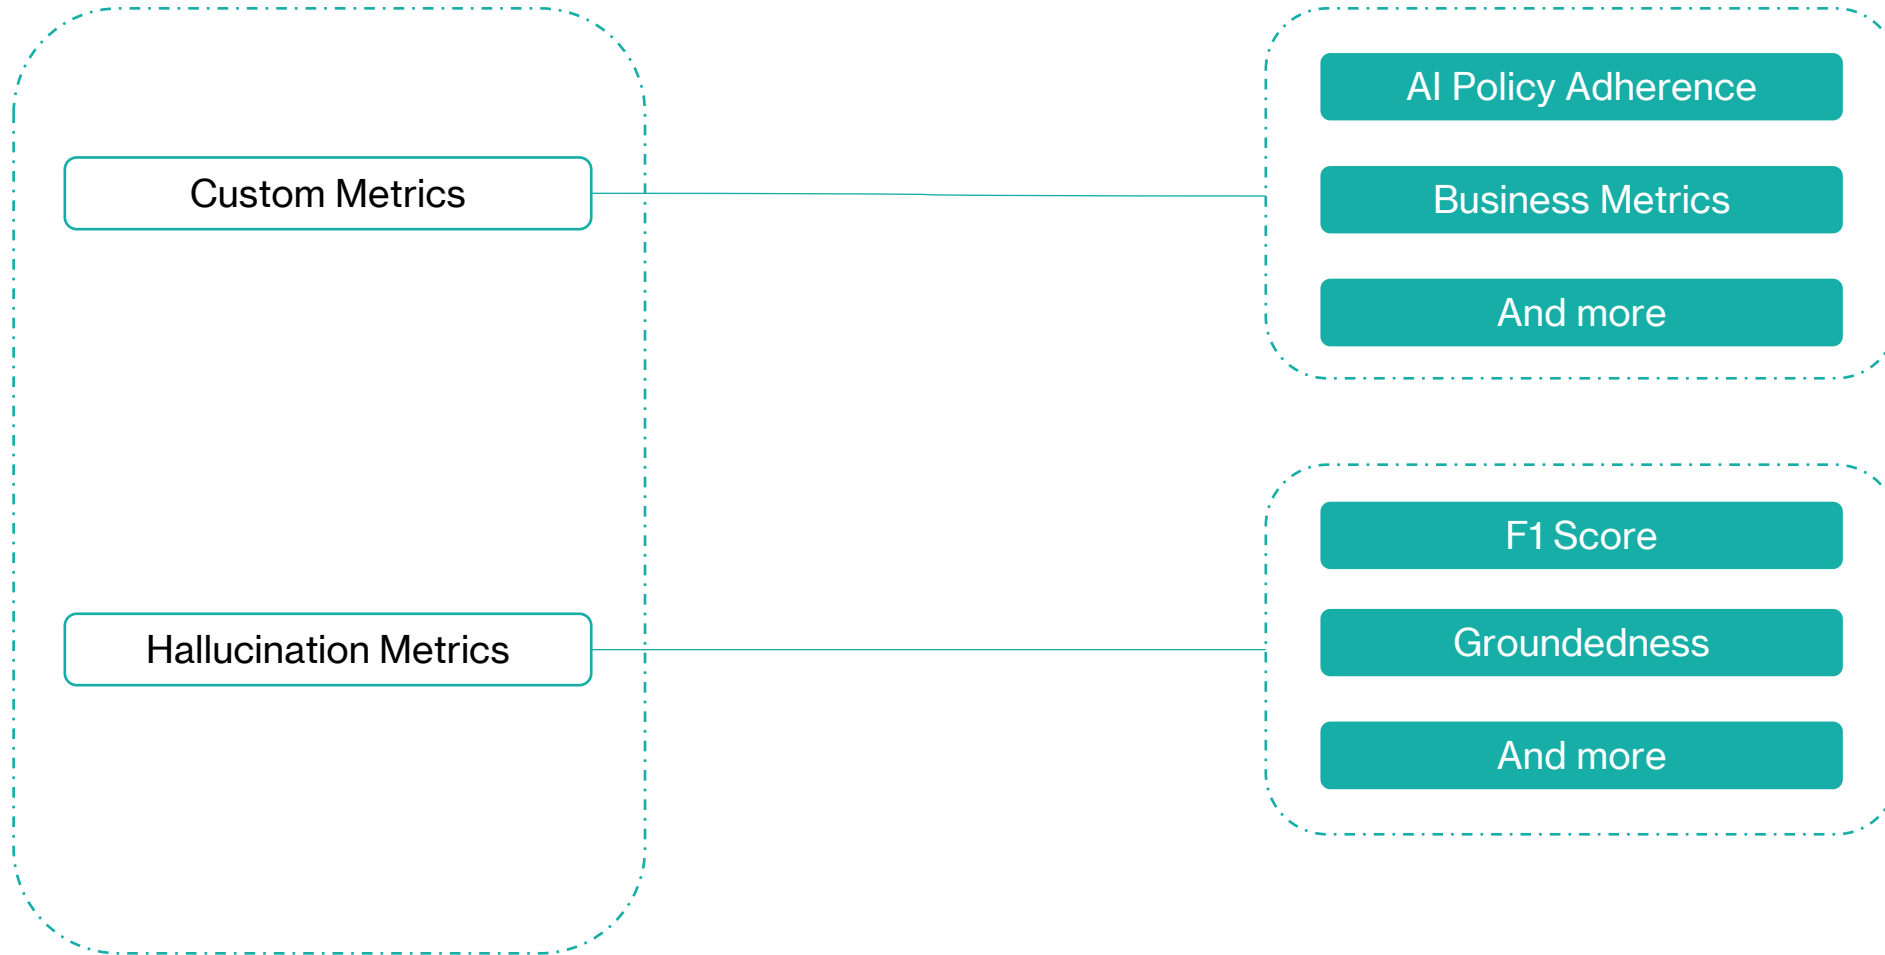 Custom Metrics
AI Policy Adherence
Business Metrics
And more
Hallucination Metrics
F1 Score
Groundedness
And more